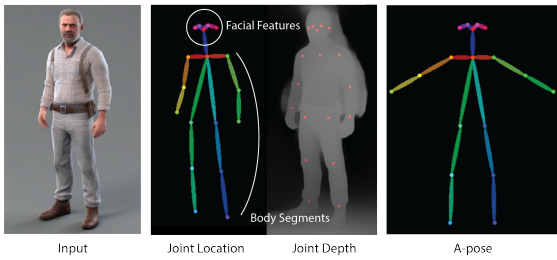 Facial Features
Body Segments
Input
Joint Location
Joint Depth
A-pose